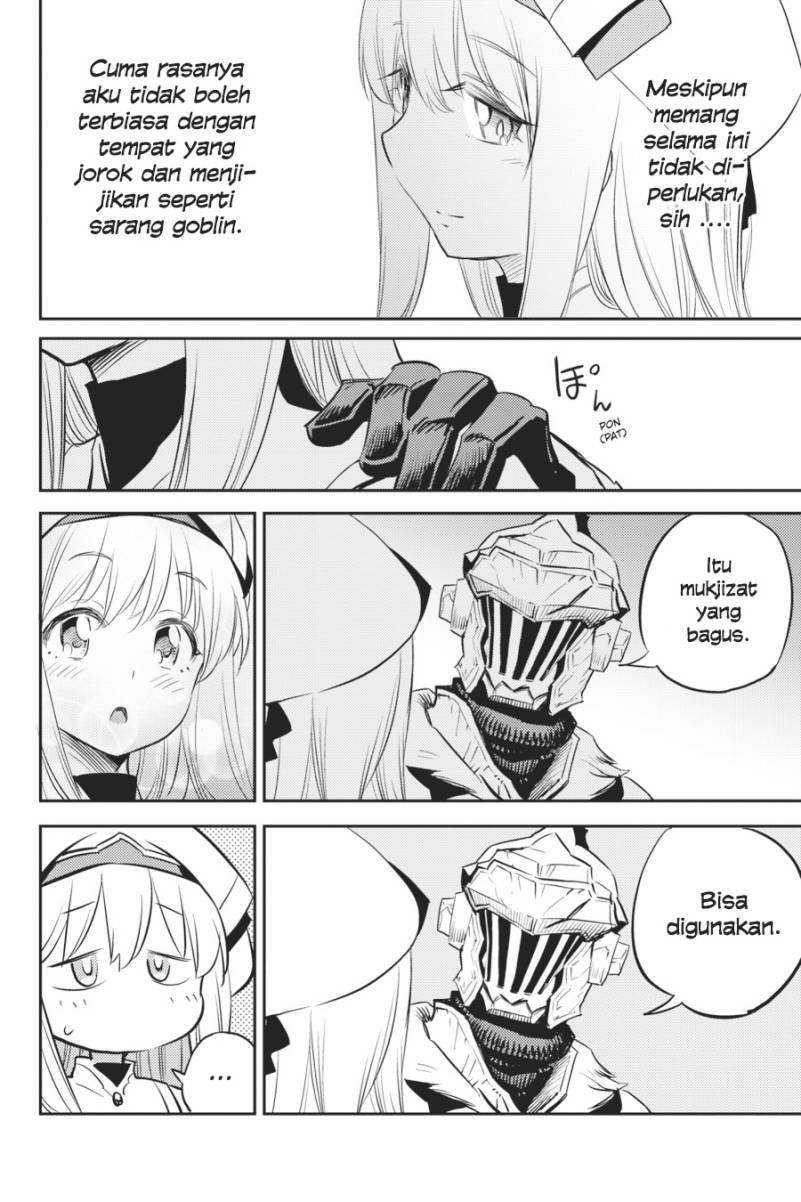 Meskipun
memang
selama ini
tidak di-
perlukan,
sih ....
Cuma rasanya
aku tidak boleh
terbiasa dengan
tempat yang
jorok dan menji-
jikan seperti
sarang goblin.
ぽん
PON
(PAT)
Itu
mukjizat
yang
bagus.
Bisa
digunakan.
...